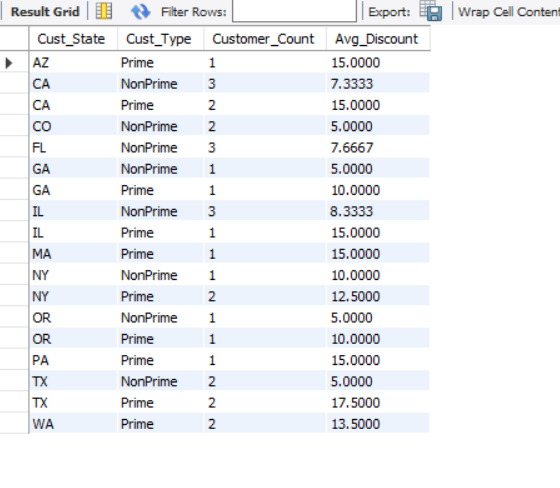 Result Grid Filter Rows: Export: Wrap Cell Content
Cust_State Cust_Type Customer_Count Avg_Discount
AZ Prime 1 15.0000
CA NonPrime 3 7.3333
CA Prime 2 15.0000
CO NonPrime 2 5.0000
FL NonPrime 3 7.6667
GA NonPrime 1 5.0000
GA Prime 1 10.0000
IL NonPrime 3 8.3333
IL Prime 1 15.0000
MA Prime 1 15.0000
NY NonPrime 1 10.0000
NY Prime 2 12.5000
OR NonPrime 1 5.0000
OR Prime 1 10.0000
PA Prime 1 15.0000
TX NonPrime 2 5.0000
TX Prime 2 17.5000
WA Prime 2 13.5000